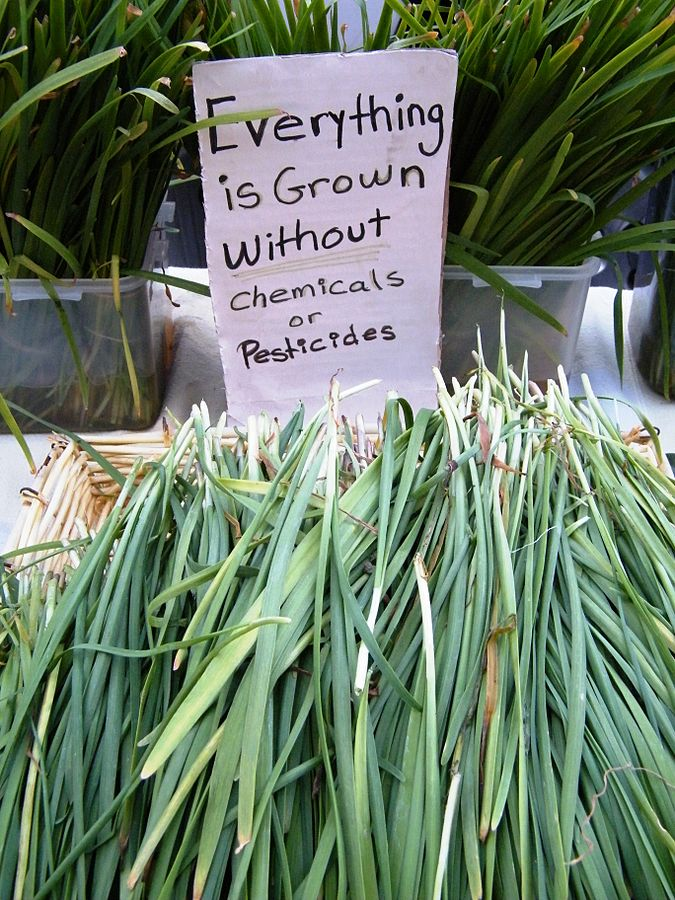 Everything
is Grown
Without
chemicals
or
Pesticides